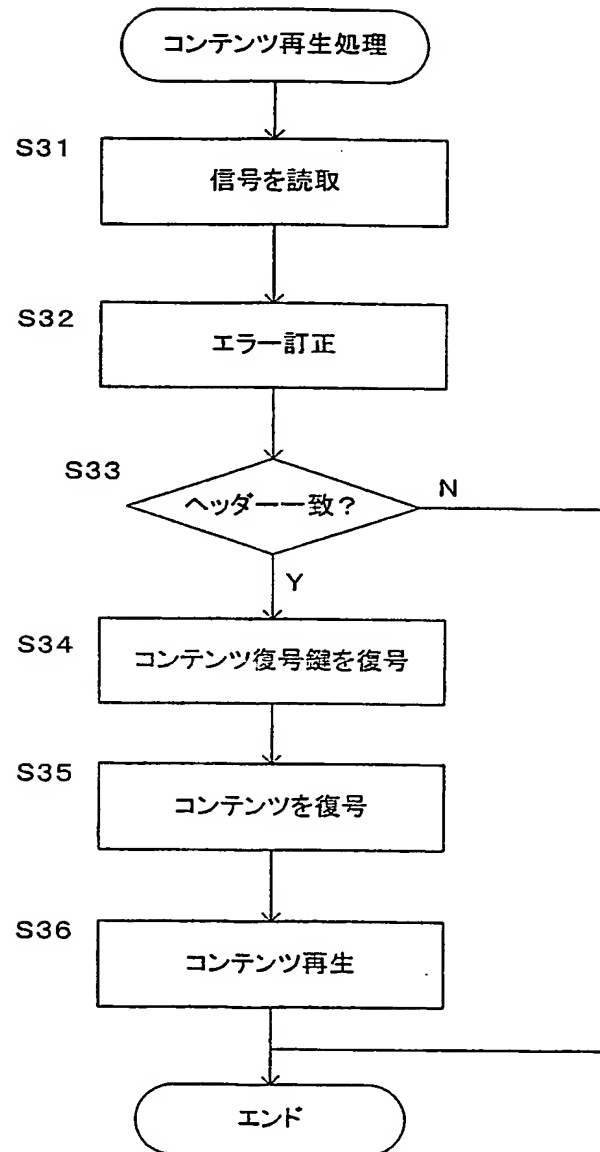 コンテンツ再生処理
S31
信号を読取
S32
エラー訂正
S33
ヘッダー一致？
N
Y
S34
コンテンツ復号鍵を復号
S35
コンテンツを復号
S36
コンテンツ再生
エンド